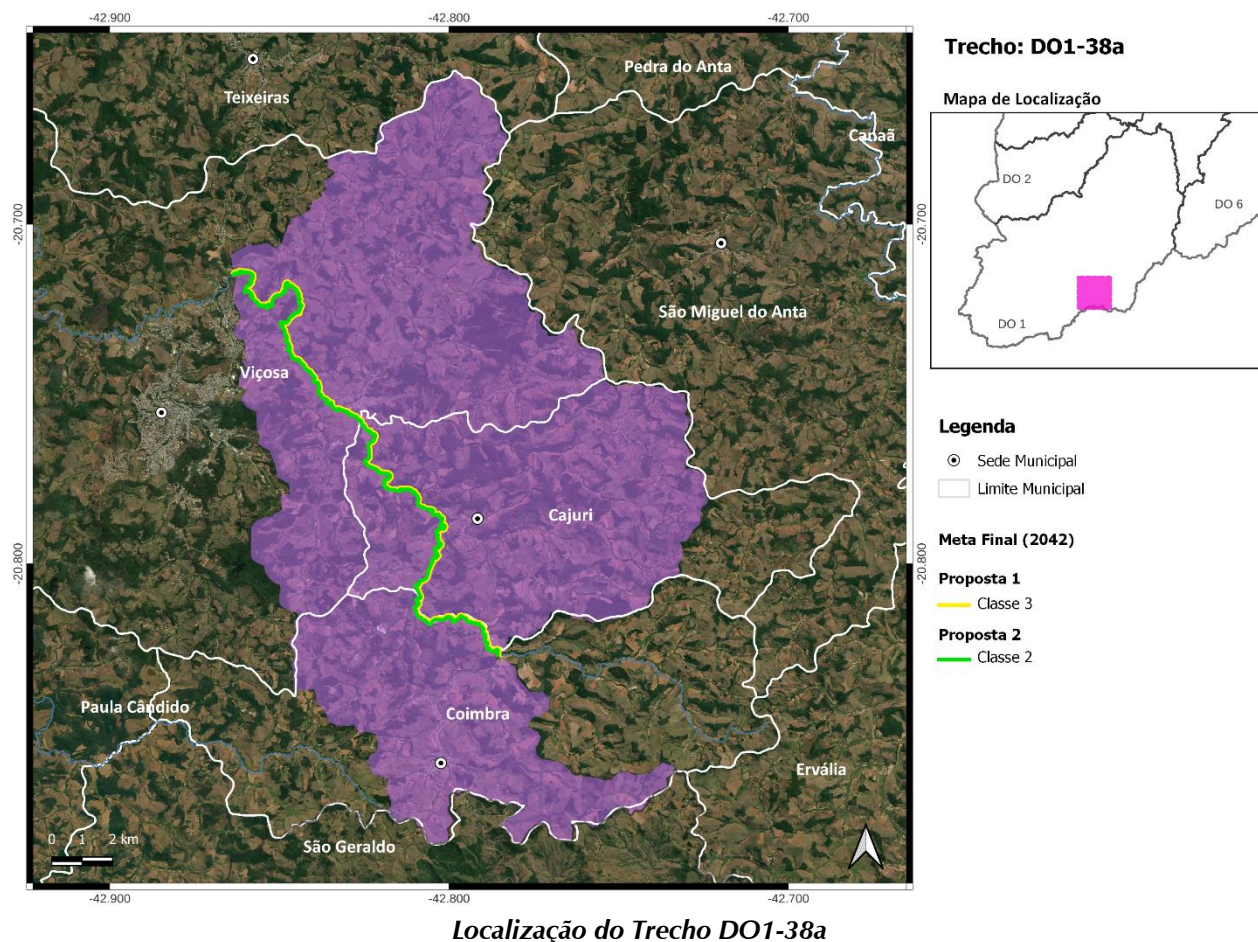 -42.900
-42.800
-42.700
Trecho: DO1-38a
Pedra do Anta
Teixeiras
Mapa de Localização
Canaã
DO 2
-20.700
-20.700
DO 6
São Miguel do Anta
DO 1
Viçosa
Legenda
Sede Municipal
Limite Municipal
Cajuri
Meta Final (2042)
-20.800
-20.800
Proposta 1
Classe 3
Proposta 2
Classe 2
Paula Cândido
Coimbra
Ervália
0 1 2 km
São Geraldo
-42.900
-42.800
-42.700
Localização do Trecho DO1-38a